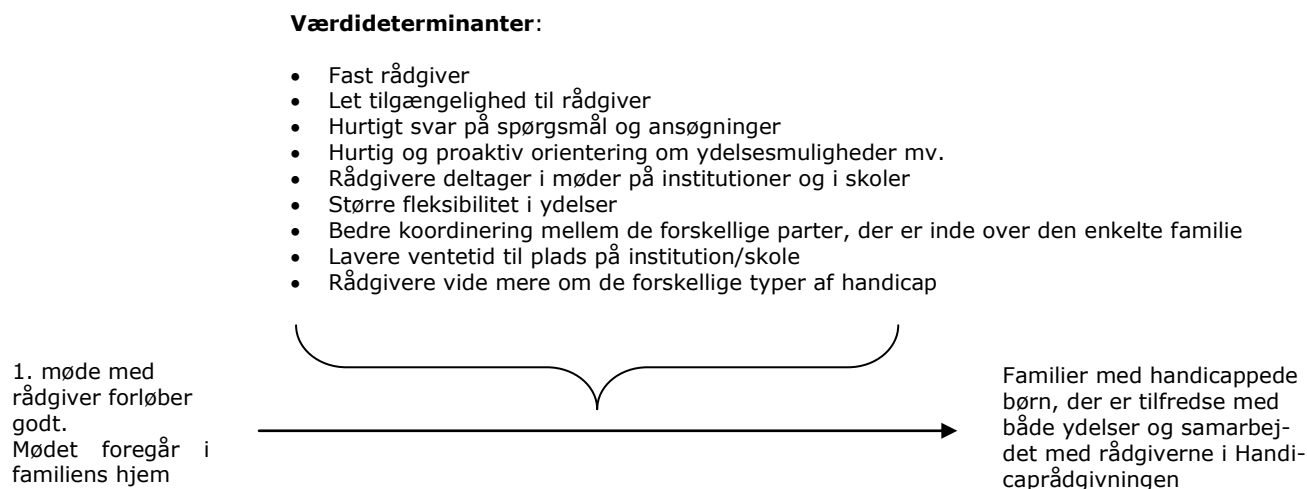 Værdideterminanter:
• Fast rådgiver
• Let tilgængelighed til rådgiver
• Hurtigt svar på spørgsmål og ansøgninger
• Hurtig og proaktiv orientering om ydelsesmuligheder mv.
• Rådgivere deltager i møder på institutioner og i skoler
• Større fleksibilitet i ydelser
• Bedre koordinering mellem de forskellige parter, der er inde over den enkelte familie
• Lavere ventetid til plads på institution/skole
• Rådgivere vide mere om de forskellige typer af handicap
1. møde med
rådgiver forløber
godt.
Mødet foregår i
familiens hjem
Familier med handicappede
børn, der er tilfredse med
både ydelser og samarbej-
det med rådgiverne i Handi-
caprådgivningen